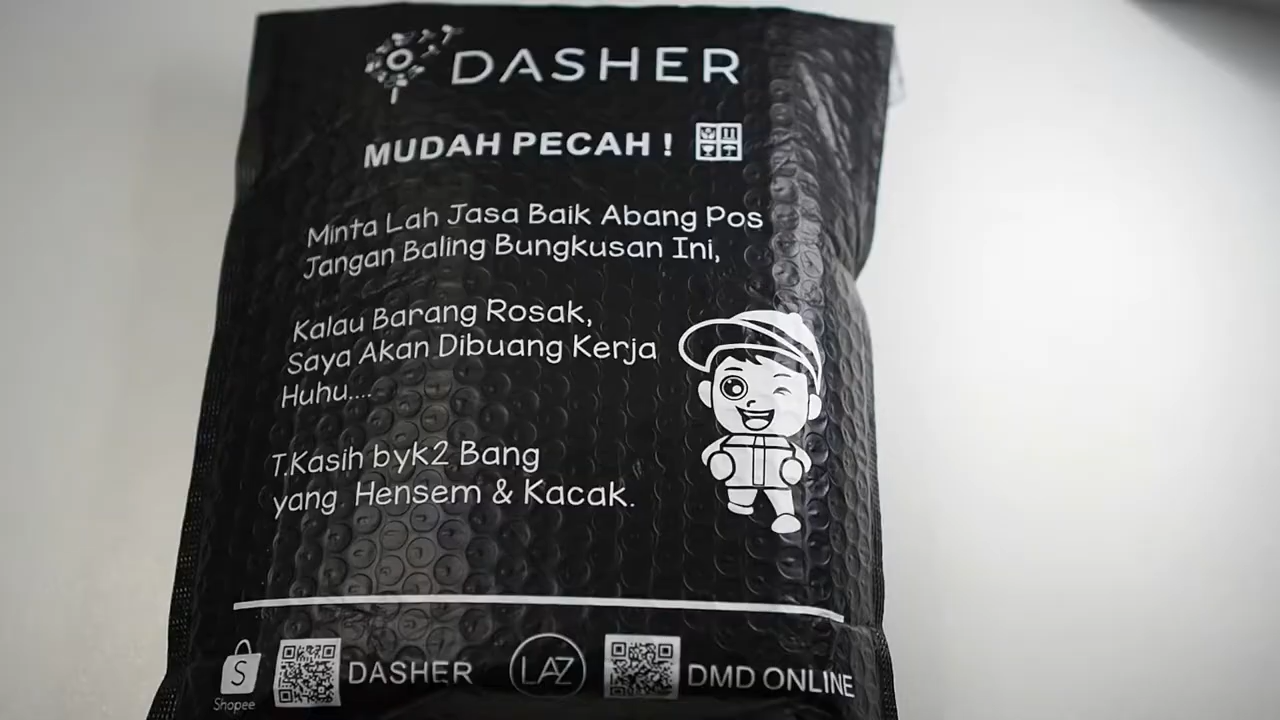 DASHER
MUDAH PECAH !
Minta Lah Jasa Baik Abang Pos
Jangan Baling Bungkusan Ini,
Kalau Barang Rosak,
Saya Akan Dibuang Kerja
Huhu....
T.Kasih byk2 Bang
yang Hensem & Kacak.
S
Shopee
DASHER
LAZ
DMD ONLINE